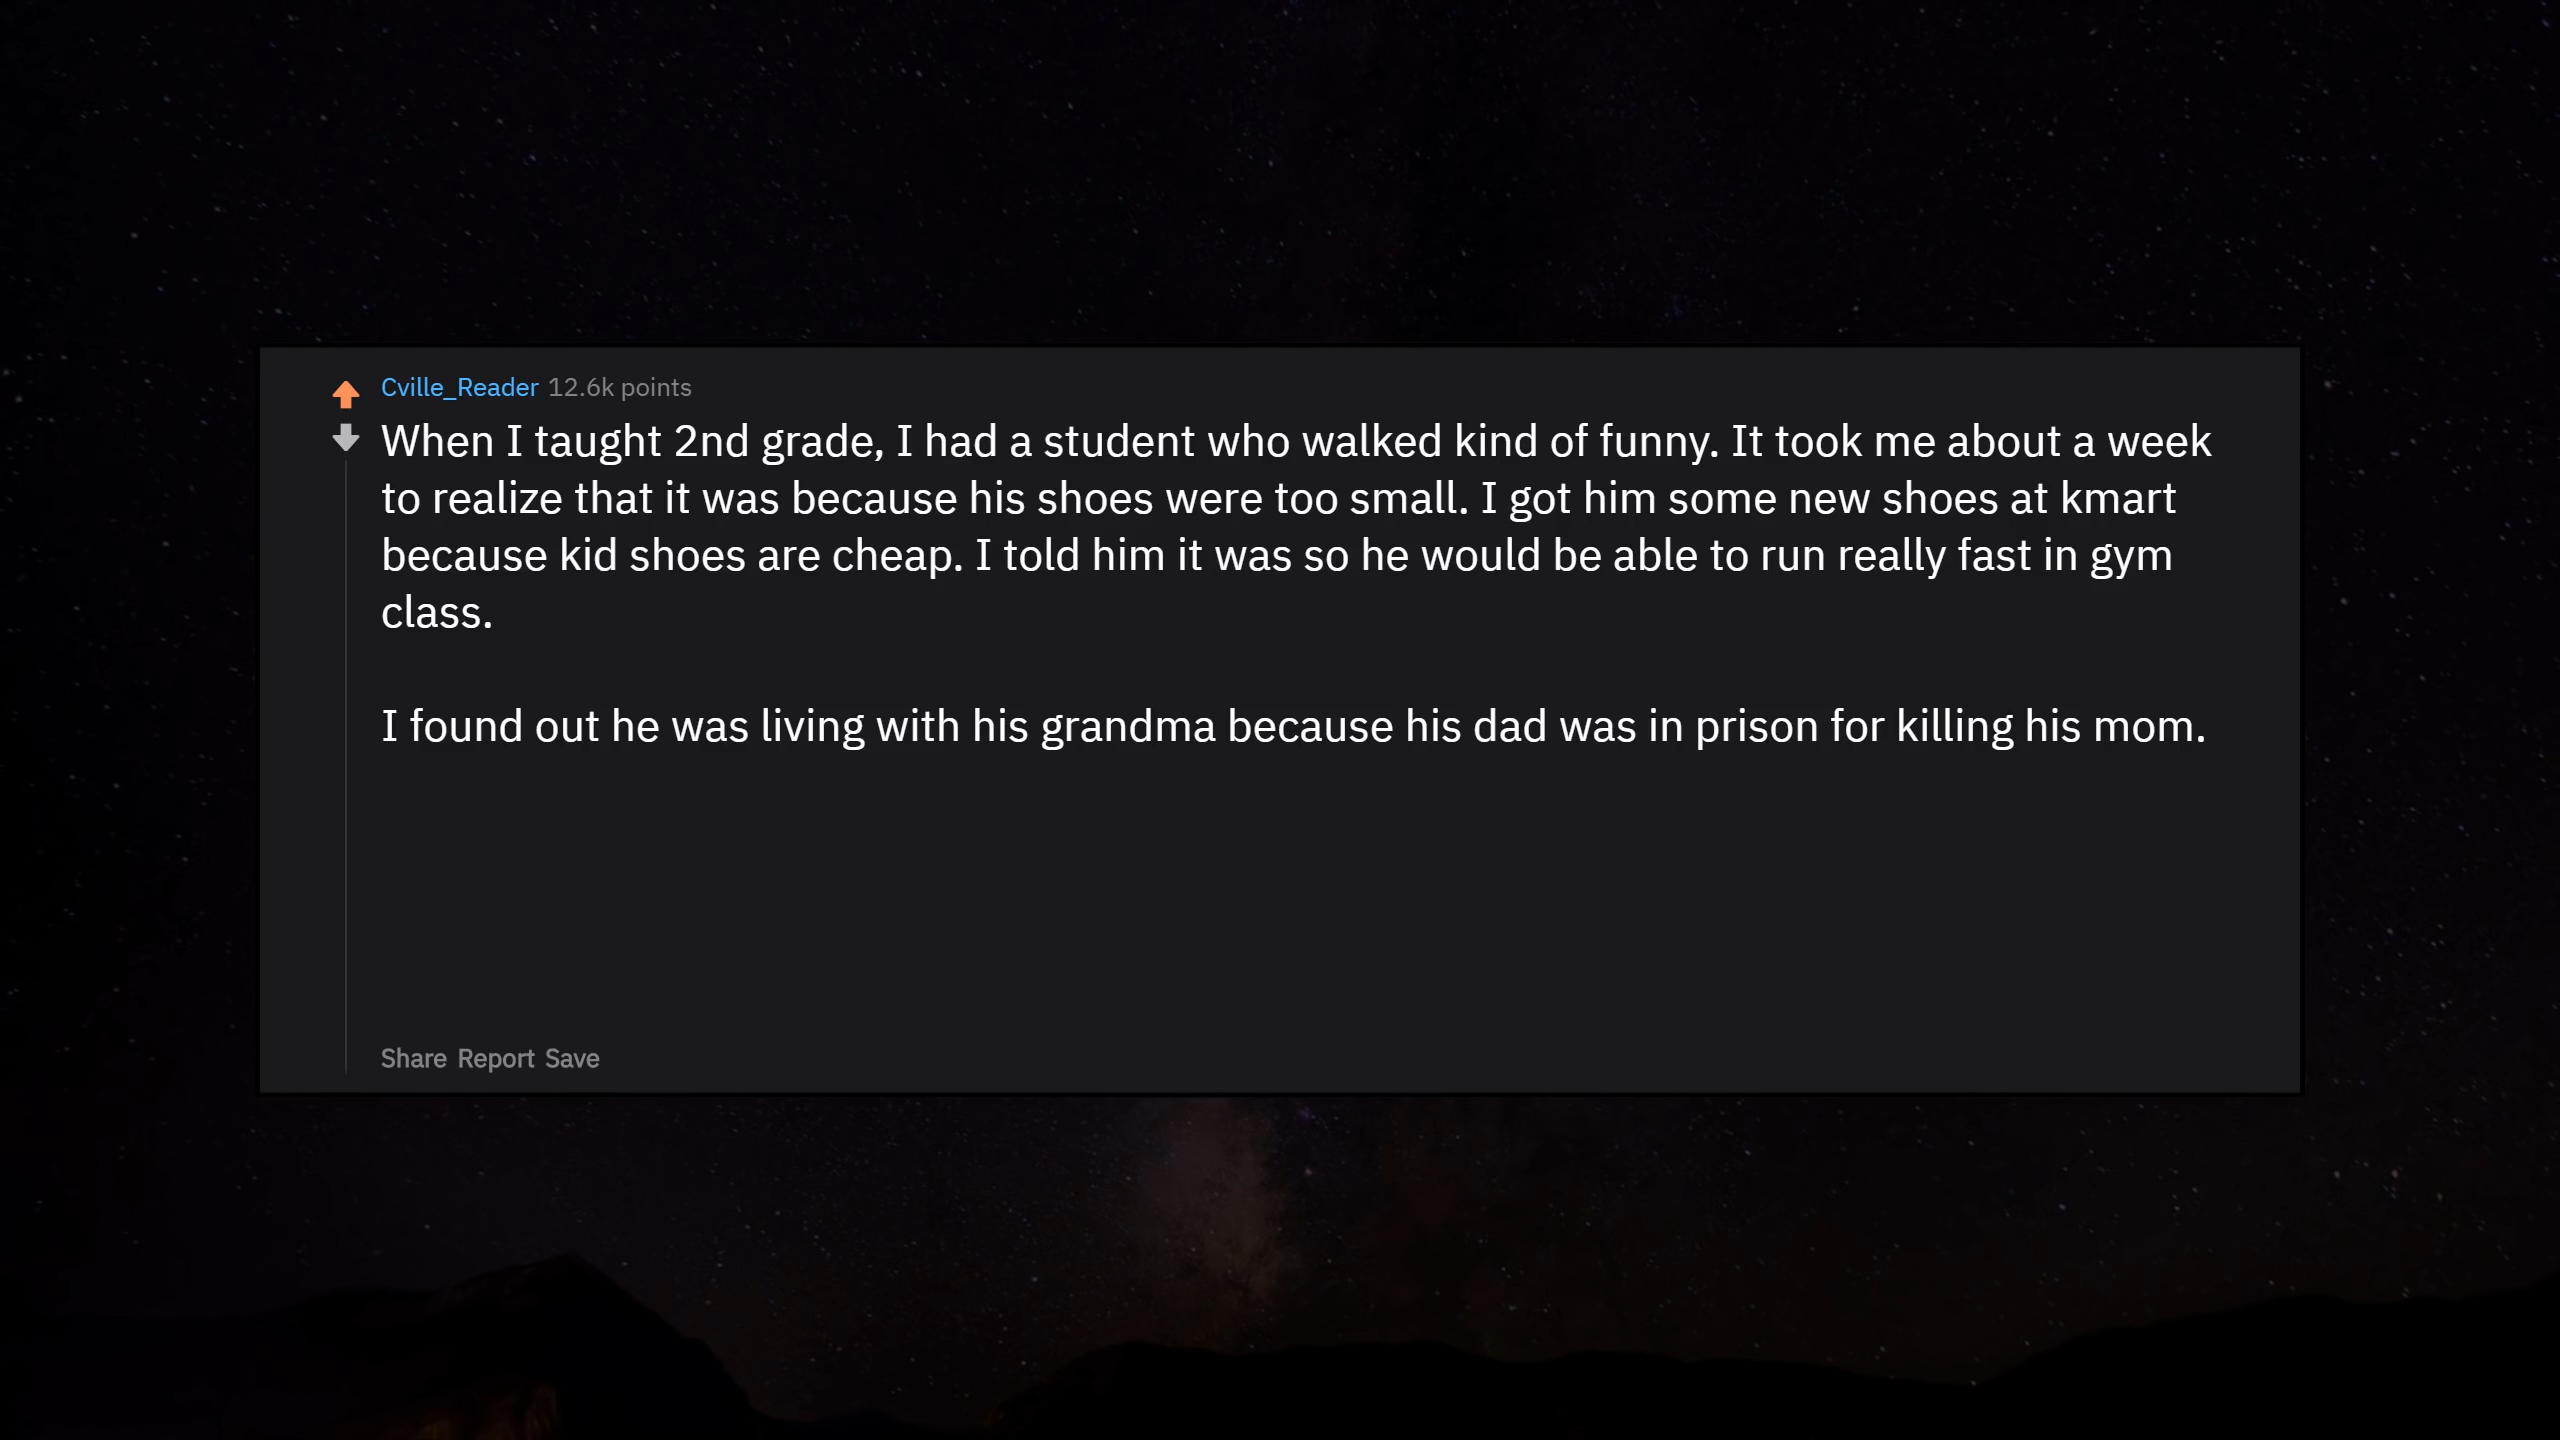 Cville_Reader 12.6k points
When I taught 2nd grade, I had a student who walked kind of funny. It took me about a week
to realize that it was because his shoes were too small. I got him some new shoes at kmart
because kid shoes are cheap. I told him it was so he would be able to run really fast in gym
class.
I found out he was living with his grandma because his dad was in prison for killing his mom.
Share Report Save